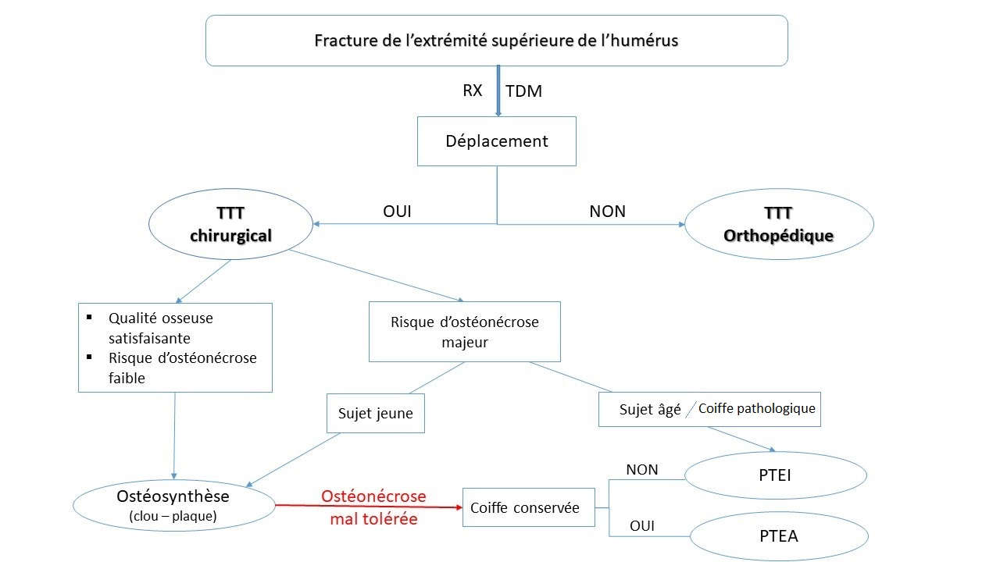 Fracture de l’extrémité supérieure de l’humérus
RX
TDM
Déplacement
OUI
NON
TTT
chirurgical
TTT
Orthopédique
▪ Qualité osseuse
satisfaisante
▪ Risque d’ostéonécrose
faible
Risque d’ostéonécrose
majeur
Sujet jeune
Sujet âgé / Coiffe pathologique
Ostéosynthèse
(clou – plaque)
Ostéonécrose
mal tolérée
Coiffe conservée
NON
PTEI
OUI
PTEA